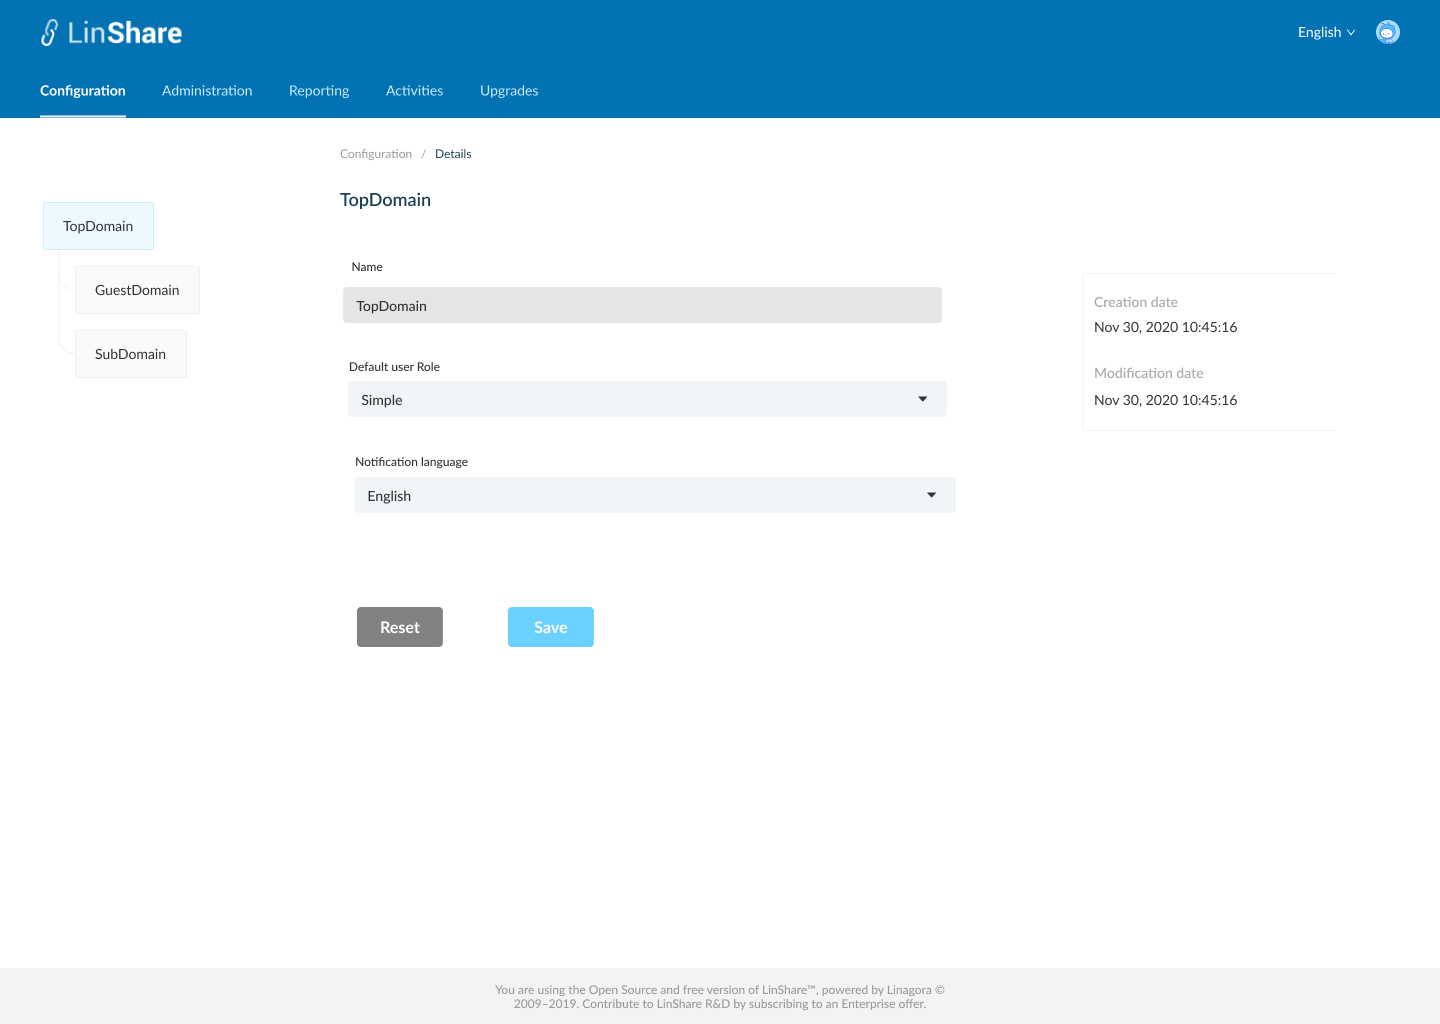 LinShare
English
Configuration Administration Reporting Activities Upgrades
Configuration / Details
TopDomain
TopDomain
GuestDomain
SubDomain
Name
TopDomain
Default user Role
Simple
Notification language
English
Creation date
Nov 30, 2020 10:45:16
Modification date
Nov 30, 2020 10:45:16
Reset Save
You are using the Open Source and free version of LinShare™, powered by Linagora ©
2009–2019. Contribute to LinShare R&D by subscribing to an Enterprise offer.